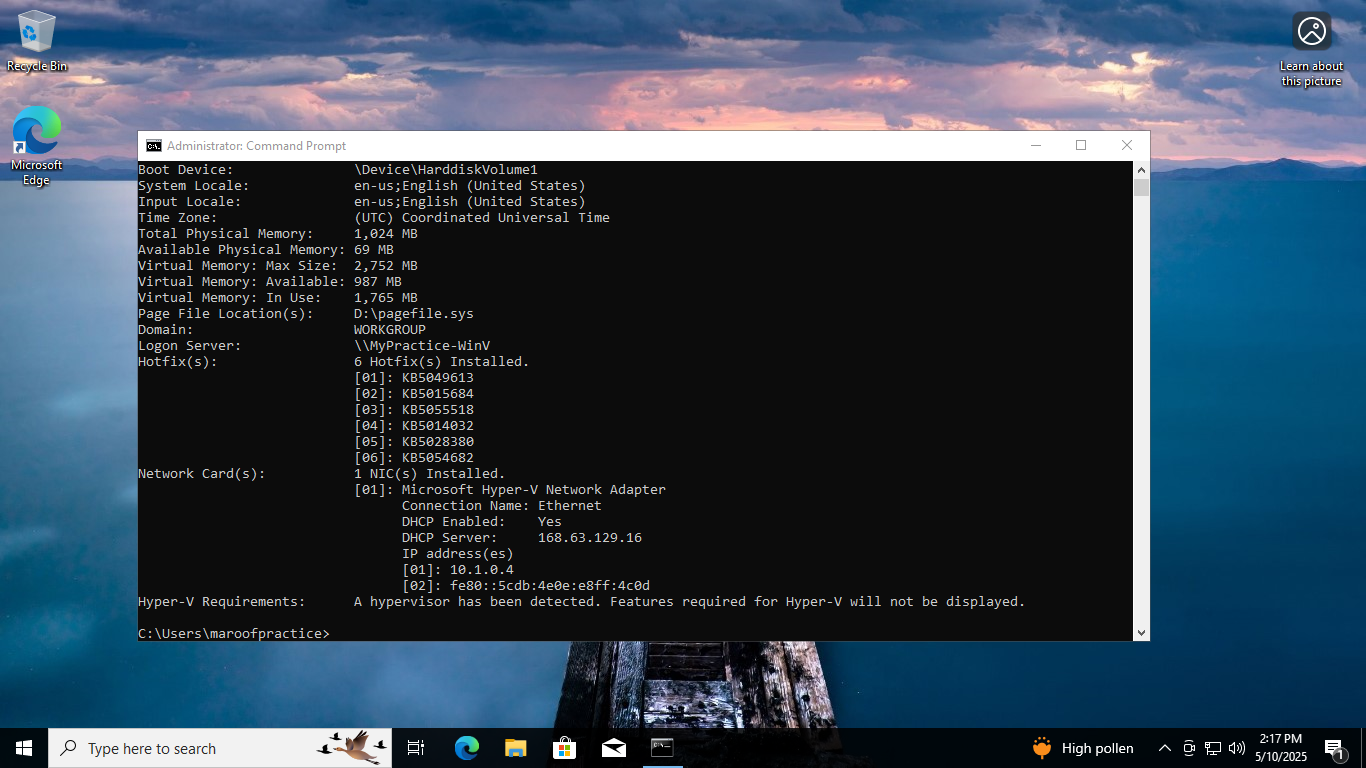 Recycle Bin
Learn about
this picture
Microsoft
Edge
Administrator: Command Prompt
Boot Device: \Device\HarddiskVolume1
System Locale: en-us;English (United States)
Input Locale: en-us;English (United States)
Time Zone: (UTC) Coordinated Universal Time
Total Physical Memory: 1,024 MB
Available Physical Memory: 69 MB
Virtual Memory: Max Size: 2,752 MB
Virtual Memory: Available: 987 MB
Virtual Memory: In Use: 1,765 MB
Page File Location(s): D:\pagefile.sys
Domain: WORKGROUP
Logon Server: \\MyPractice-WinV
Hotfix(s): 6 Hotfix(s) Installed.
[01]: KB5049613
[02]: KB5015684
[03]: KB5055518
[04]: KB5014032
[05]: KB5028380
[06]: KB5054682
Network Card(s): 1 NIC(s) Installed.
[01]: Microsoft Hyper-V Network Adapter
Connection Name: Ethernet
DHCP Enabled: Yes
DHCP Server: 168.63.129.16
IP address(es)
[01]: 10.1.0.4
[02]: fe80::5cdb:4e0e:e8ff:4c0d
Hyper-V Requirements: A hypervisor has been detected. Features required for Hyper-V will not be displayed.
C:\Users\maroofpractice>
Type here to search
High pollen
2:17 PM
5/10/2025
1